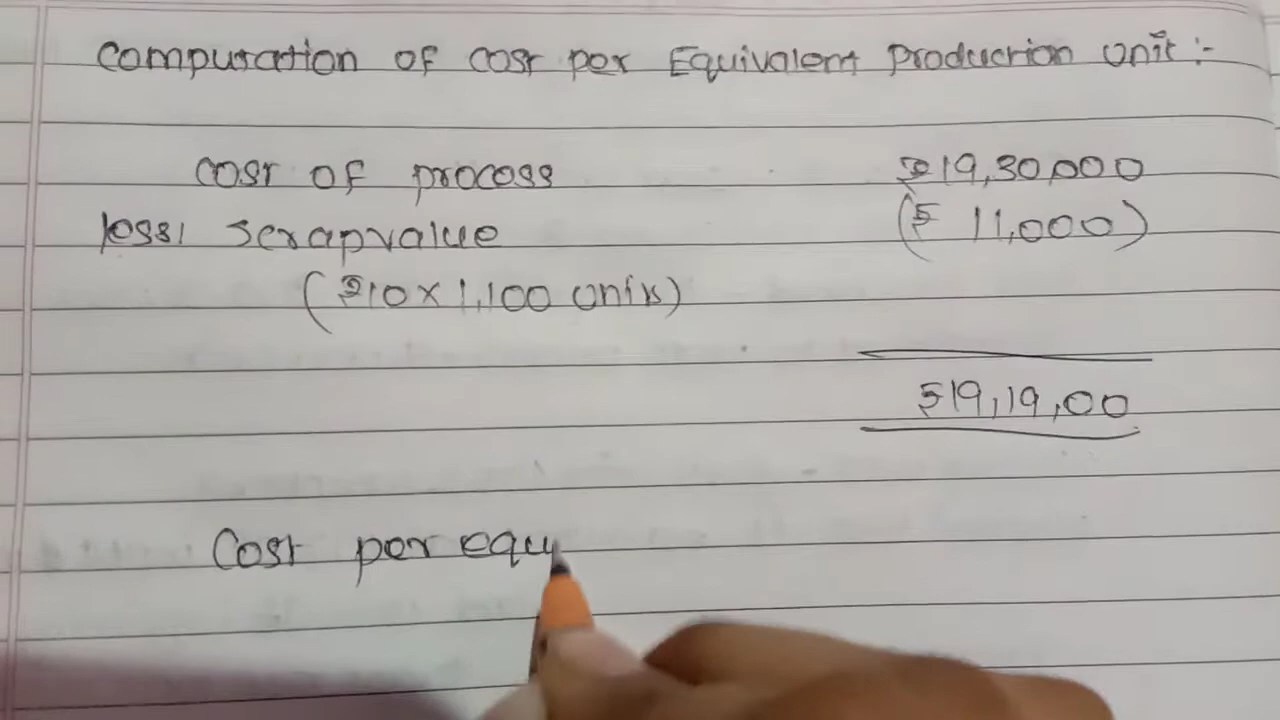 Computation of cost per Equivalent Production Unit :-
Cost of process ₹19,30,000
less: Scrapvalue (₹ 11,000)
(₹10 × 1,100 units)
₹19,19,00
Cost per equ